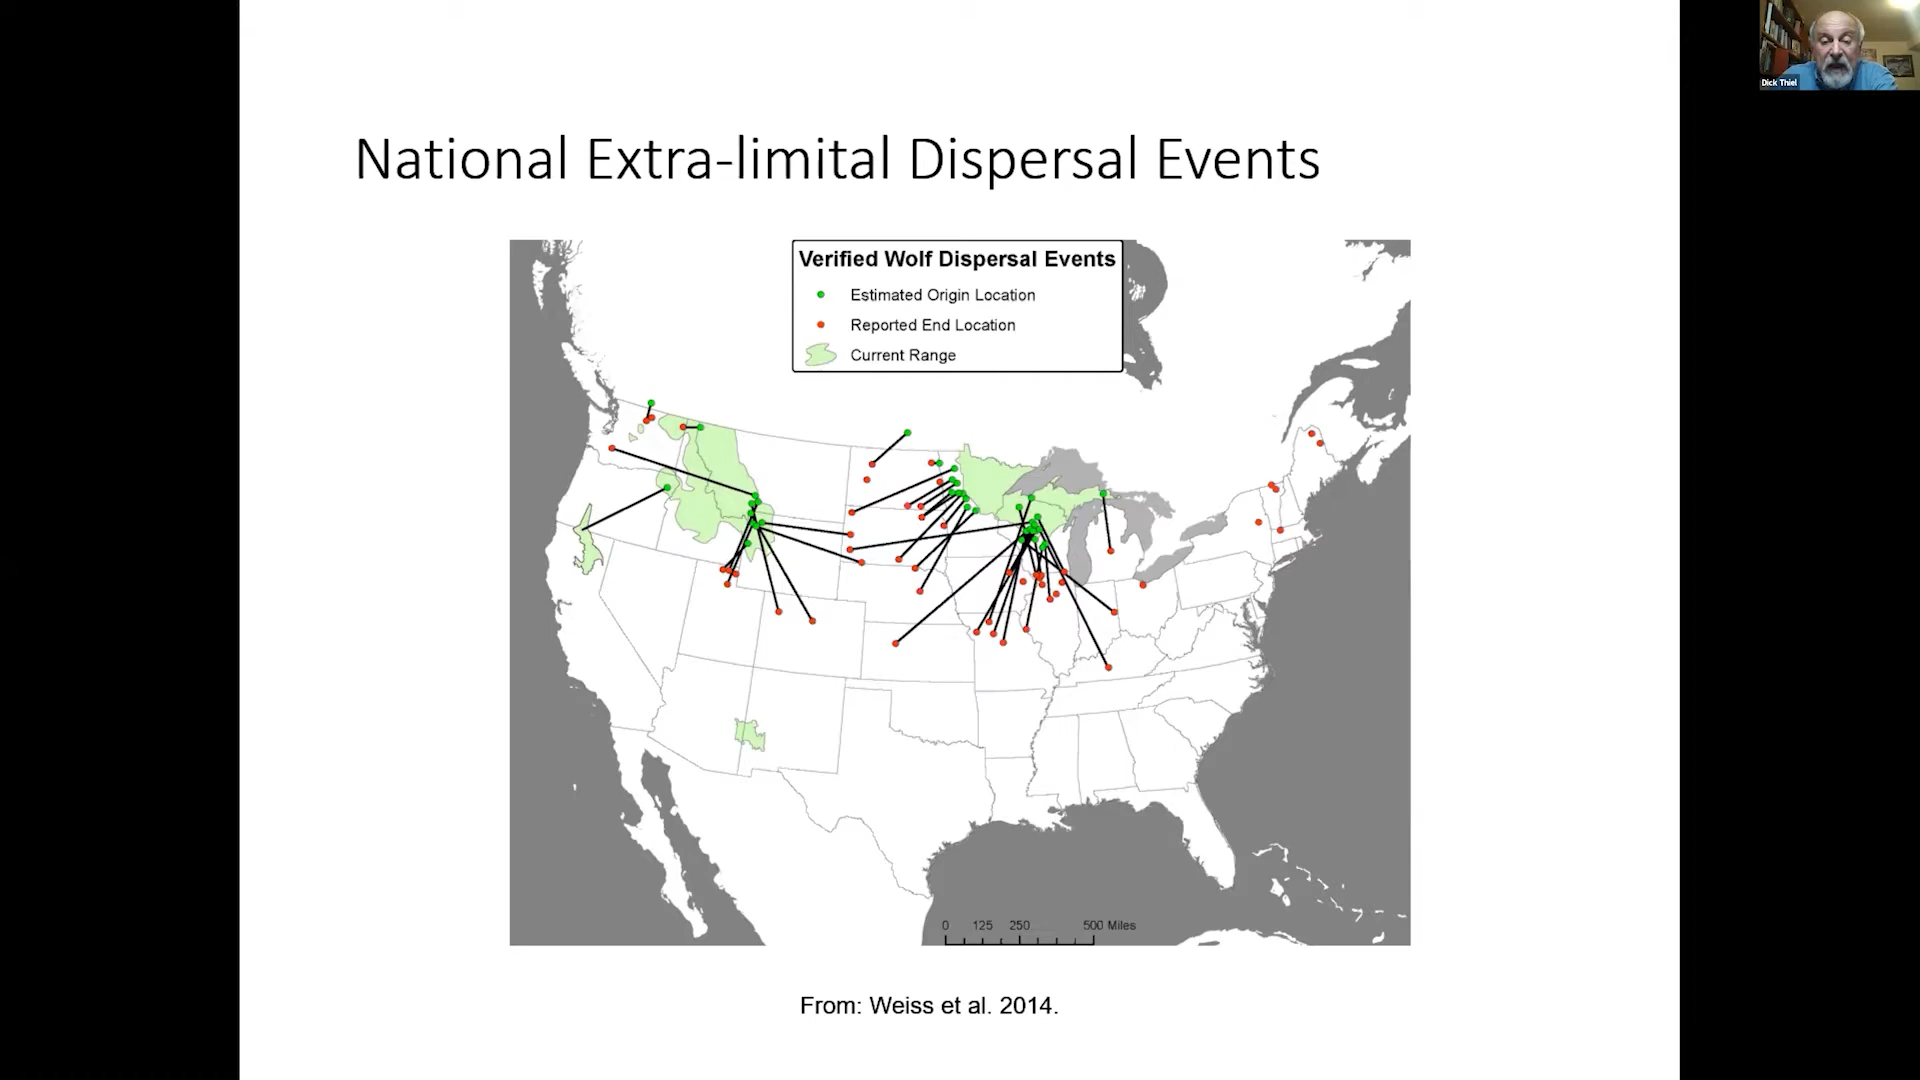 Dick Thiel
National Extra-limital Dispersal Events
Verified Wolf Dispersal Events
Estimated Origin Location
Reported End Location
Current Range
0 125 250 500 Miles
From: Weiss et al. 2014.